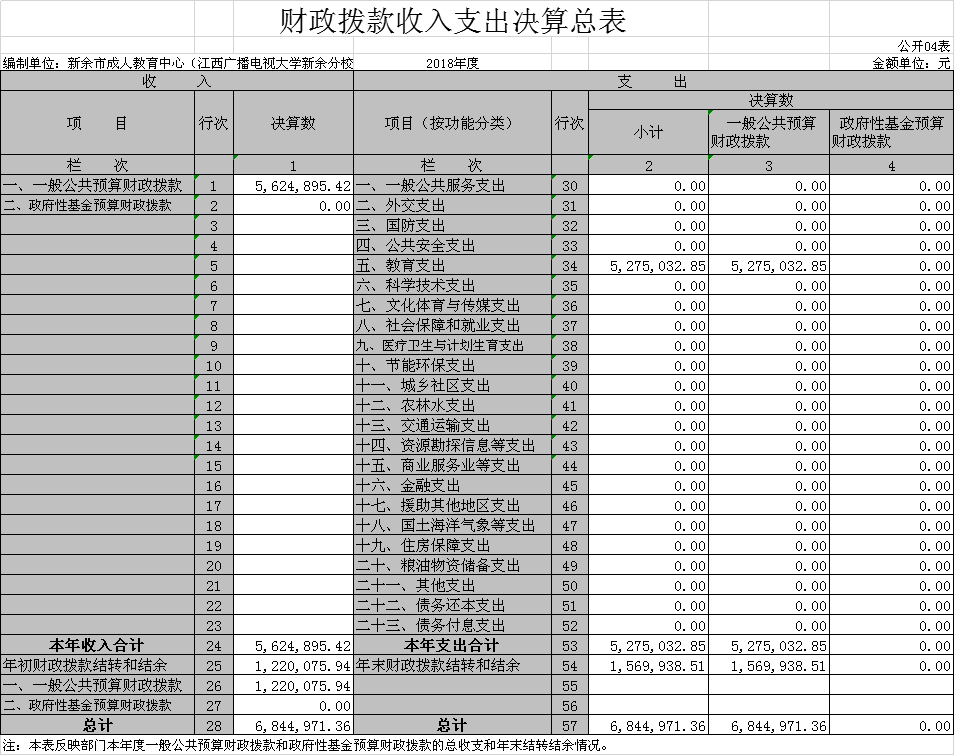 财政拨款收入支出决算总表
公开04表
编制单位：新余市成人教育中心（江西广播电视大学新余分校 2018年度 金额单位：元
收 入 支 出
项 目 行次 决算数 项目（按功能分类） 行次 决算数
小计 一般公共预算财政拨款 政府性基金预算财政拨款
栏 次 1 栏 次 2 3 4
一、一般公共预算财政拨款 1 5,624,895.42 一、一般公共服务支出 30 0.00 0.00 0.00
二、政府性基金预算财政拨款 2 0.00 二、外交支出 31 0.00 0.00 0.00
3 三、国防支出 32 0.00 0.00 0.00
4 四、公共安全支出 33 0.00 0.00 0.00
5 五、教育支出 34 5,275,032.85 5,275,032.85 0.00
6 六、科学技术支出 35 0.00 0.00 0.00
7 七、文化体育与传媒支出 36 0.00 0.00 0.00
8 八、社会保障和就业支出 37 0.00 0.00 0.00
9 九、医疗卫生与计划生育支出 38 0.00 0.00 0.00
10 十、节能环保支出 39 0.00 0.00 0.00
11 十一、城乡社区支出 40 0.00 0.00 0.00
12 十二、农林水支出 41 0.00 0.00 0.00
13 十三、交通运输支出 42 0.00 0.00 0.00
14 十四、资源勘探信息等支出 43 0.00 0.00 0.00
15 十五、商业服务业等支出 44 0.00 0.00 0.00
16 十六、金融支出 45 0.00 0.00 0.00
17 十七、援助其他地区支出 46 0.00 0.00 0.00
18 十八、国土海洋气象等支出 47 0.00 0.00 0.00
19 十九、住房保障支出 48 0.00 0.00 0.00
20 二十、粮油物资储备支出 49 0.00 0.00 0.00
21 二十一、其他支出 50 0.00 0.00 0.00
22 二十二、债务还本支出 51 0.00 0.00 0.00
23 二十三、债务付息支出 52 0.00 0.00 0.00
本年收入合计 24 5,624,895.42 本年支出合计 53 5,275,032.85 5,275,032.85 0.00
年初财政拨款结转和结余 25 1,220,075.94 年末财政拨款结转和结余 54 1,569,938.51 1,569,938.51 0.00
一、一般公共预算财政拨款 26 1,220,075.94 55
二、政府性基金预算财政拨款 27 0.00 56
总计 28 6,844,971.36 总计 57 6,844,971.36 6,844,971.36 0.00
注：本表反映部门本年度一般公共预算财政拨款和政府性基金预算财政拨款的总收支和年末结转结余情况。